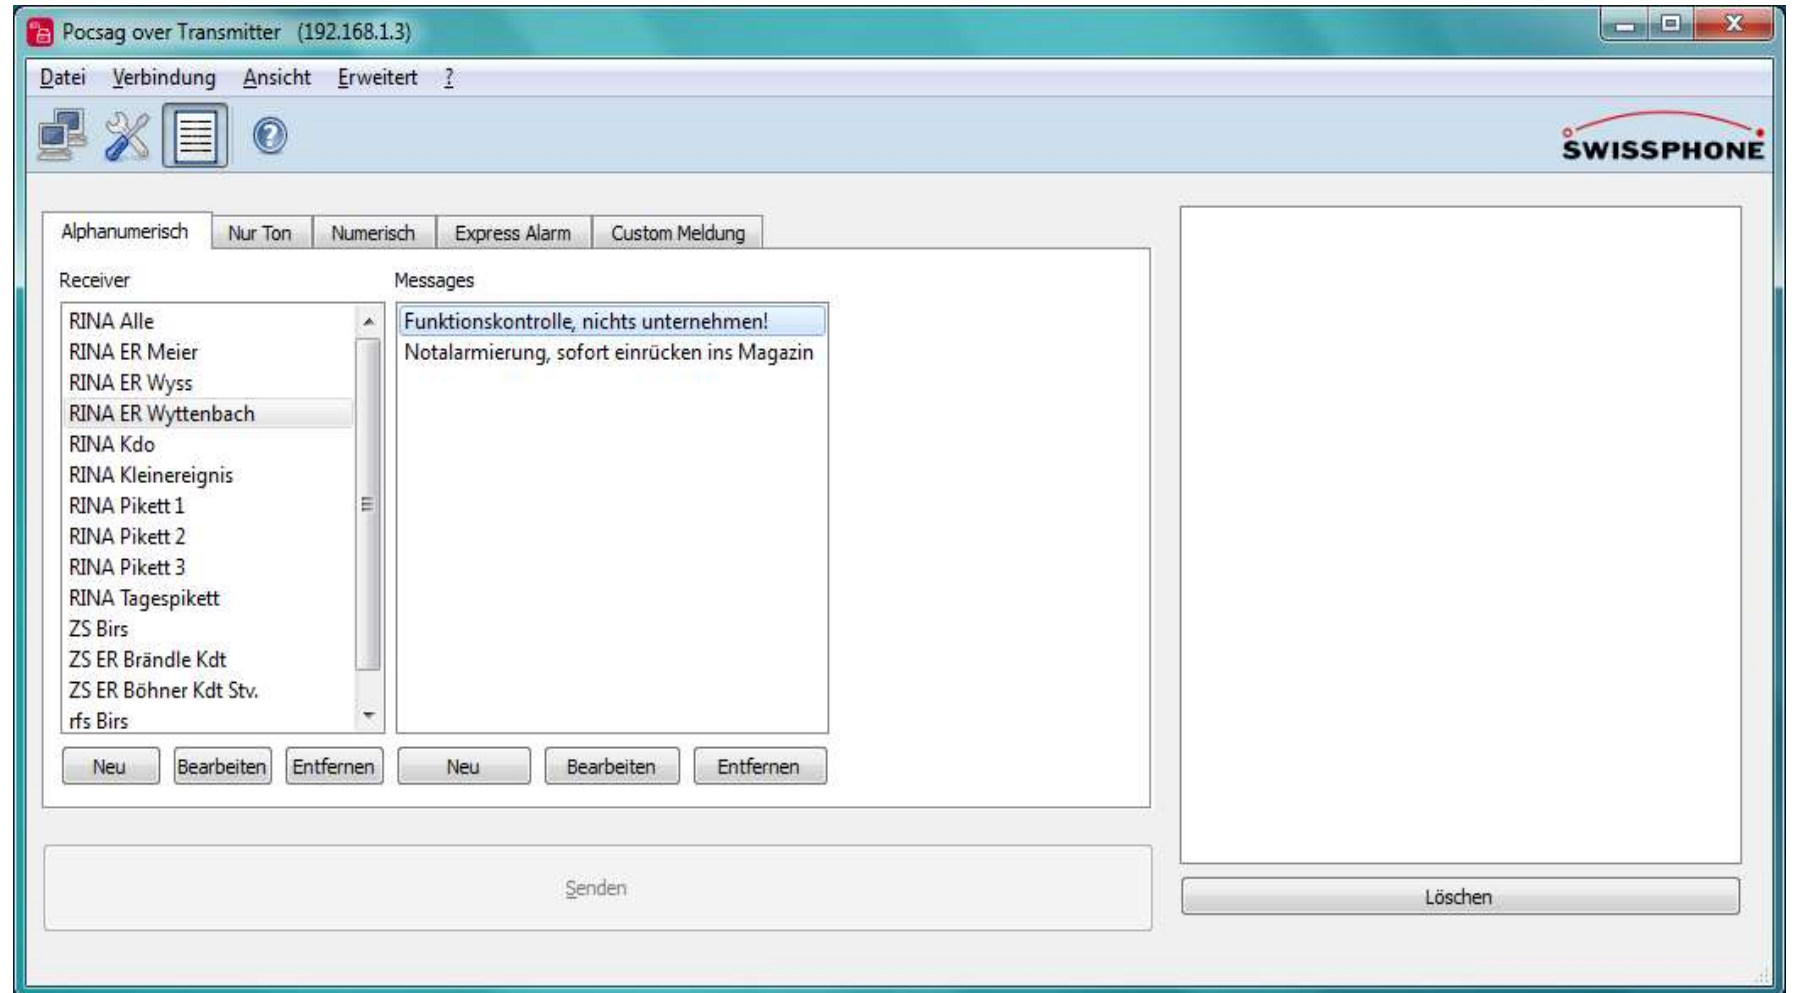 Pocsag over Transmitter (192.168.1.3)
Datei Verbindung Ansicht Erweitert ?
SWISSPHONE
Alphanumerisch Nur Ton Numerisch Express Alarm Custom Meldung
Receiver
RINA Alle
RINA ER Meier
RINA ER Wyss
RINA ER Wyttenbach
RINA Kdo
RINA Kleinereignis
RINA Pikett 1
RINA Pikett 2
RINA Pikett 3
RINA Tagespikett
ZS Birs
ZS ER Brändle Kdt
ZS ER Böhner Kdt Stv.
rfs Birs
Neu Bearbeiten Entfernen
Messages
Funktionskontrolle, nichts unternehmen!
Notalarmierung, sofort einrücken ins Magazin
Neu Bearbeiten Entfernen
Senden
Löschen